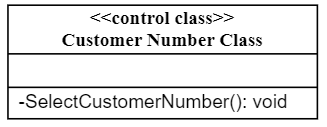 <<control class>>
Customer Number Class
-SelectCustomerNumber(): void